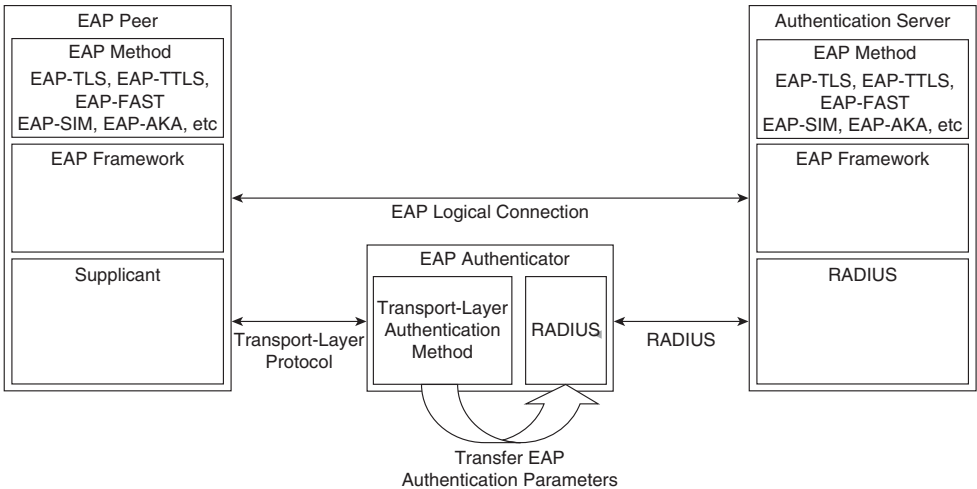 EAP Peer
EAP Method
EAP-TLS, EAP-TTLS,
EAP-FAST
EAP-SIM, EAP-AKA, etc
EAP Framework
Supplicant
Authentication Server
EAP Method
EAP-TLS, EAP-TTLS,
EAP-FAST
EAP-SIM, EAP-AKA, etc
EAP Framework
RADIUS
EAP Logical Connection
EAP Authenticator
Transport-Layer
Authentication
Method
RADIUS
Transport-Layer
Protocol
RADIUS
Transfer EAP
Authentication Parameters